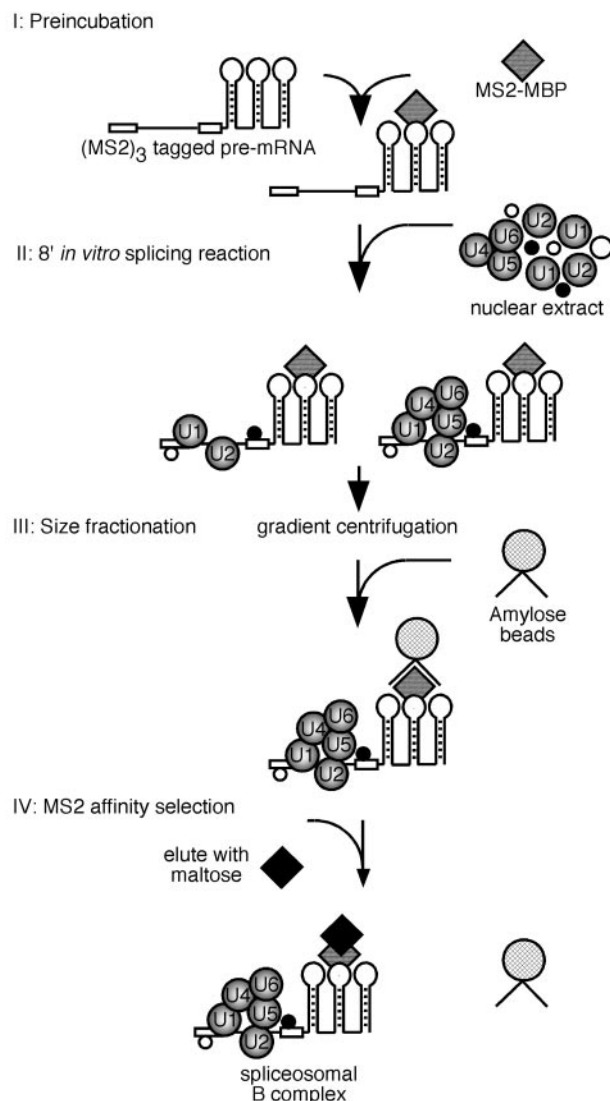 I: Preincubation
MS2-MBP
(MS2)3 tagged pre-mRNA
II: 8' in vitro splicing reaction
U2
U6
U1
U4
U5
U1
U2
nuclear extract
U1
U2
U6
U4
U5
U1
U2
III: Size fractionation
gradient centrifugation
Amylose
beads
U6
U4
U5
U1
U2
IV: MS2 affinity selection
elute with
maltose
U6
U4
U5
U1
U2
spliceosomal
B complex